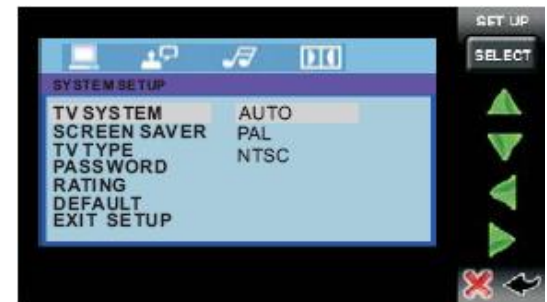 SET UP
SELECT
SYSTEM SETUP
TV SYSTEM AUTO
SCREEN SAVER PAL
TV TYPE NTSC
PASSWORD
RATING
DEFAULT
EXIT SETUP